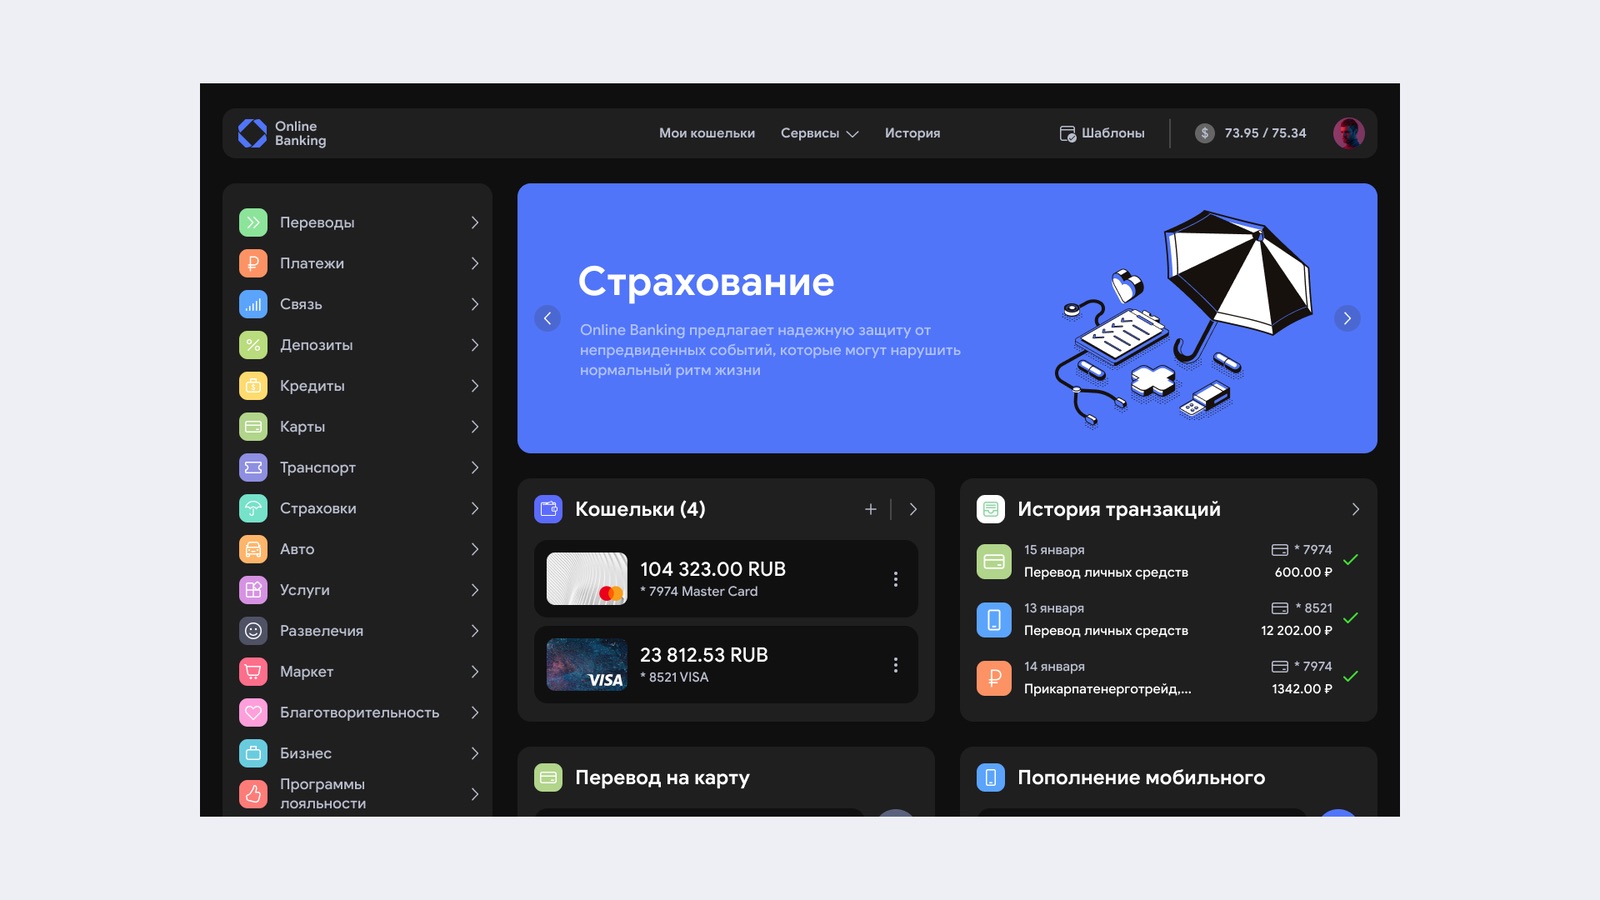 Online
Banking
Мои кошельки
Сервисы
История
Шаблоны
$
73.95 / 75.34
Переводы
Платежи
Связь
Депозиты
Кредиты
Карты
Транспорт
Страховки
Авто
Услуги
Развелечия
Маркет
Благотворительность
Бизнес
Программы
лояльности
Страхование
Online Banking предлагает надежную защиту от
непредвиденных событий, которые могут нарушить
нормальный ритм жизни
Кошельки (4)
104 323.00 RUB
* 7974 Master Card
VISA
23 812.53 RUB
* 8521 VISA
История транзакций
15 января
* 7974
Перевод личных средств
600.00 ₽
13 января
* 8521
Перевод личных средств
12 202.00 ₽
14 января
* 7974
Прикарпатенерготрейд,...
1342.00 ₽
Перевод на карту
Пополнение мобильного